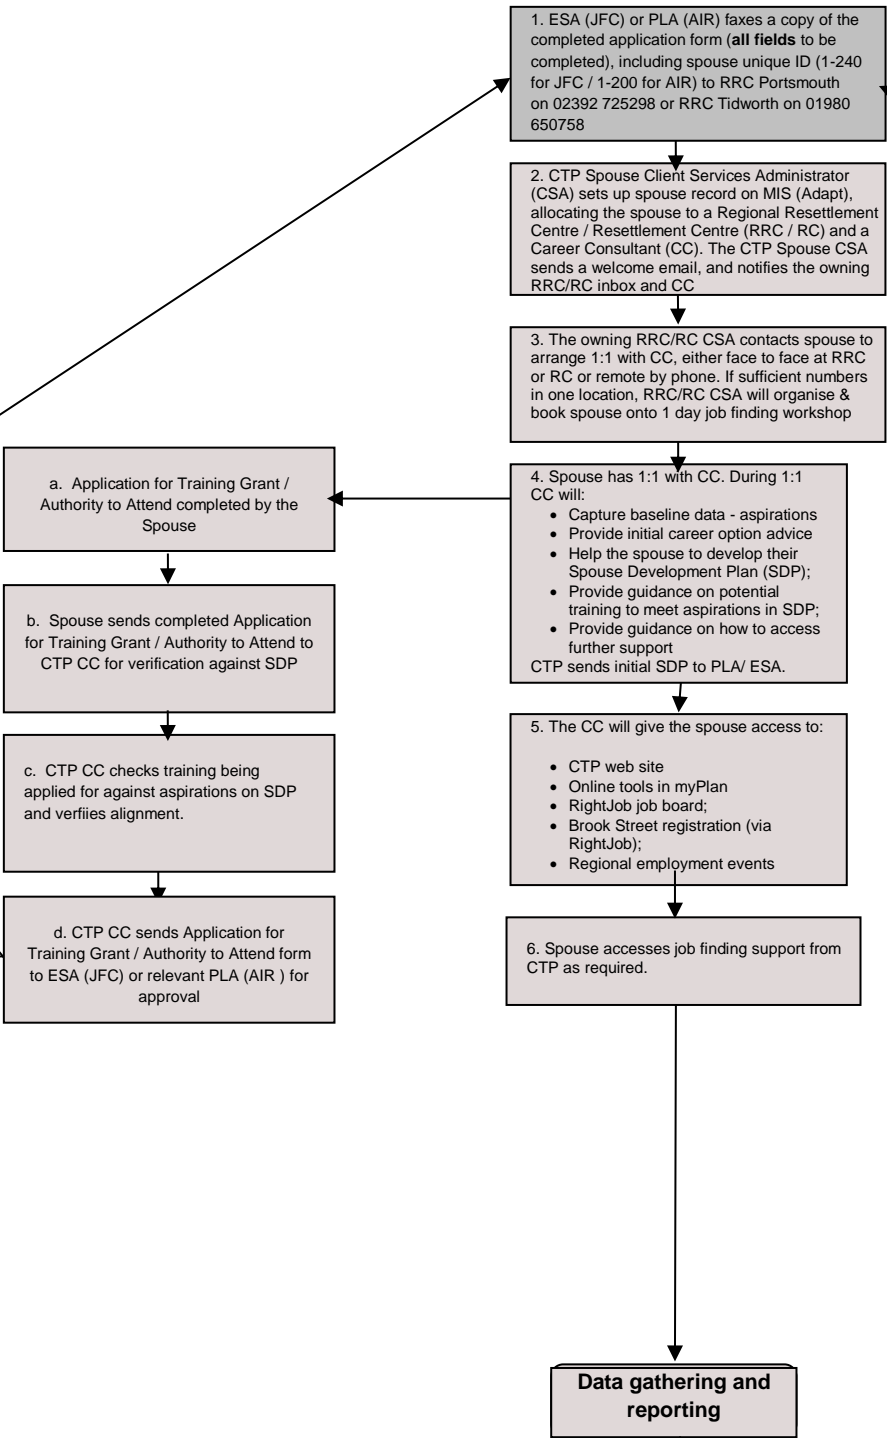 1. ESA (JFC) or PLA (AIR) faxes a copy of the
completed application form (all fields to be
completed), including spouse unique ID (1-240
for JFC / 1-200 for AIR) to RRC Portsmouth
on 02392 725298 or RRC Tidworth on 01980
650758
2. CTP Spouse Client Services Administrator
(CSA) sets up spouse record on MIS (Adapt),
allocating the spouse to a Regional Resettlement
Centre / Resettlement Centre (RRC / RC) and a
Career Consultant (CC). The CTP Spouse CSA
sends a welcome email, and notifies the owning
RRC/RC inbox and CC
3. The owning RRC/RC CSA contacts spouse to
arrange 1:1 with CC, either face to face at RRC
or RC or remote by phone. If sufficient numbers
in one location, RRC/RC CSA will organise &
book spouse onto 1 day job finding workshop
4. Spouse has 1:1 with CC. During 1:1
CC will:
• Capture baseline data - aspirations
• Provide initial career option advice
• Help the spouse to develop their
Spouse Development Plan (SDP);
• Provide guidance on potential
training to meet aspirations in SDP;
• Provide guidance on how to access
further support
CTP sends initial SDP to PLA/ ESA.
a. Application for Training Grant /
Authority to Attend completed by the
Spouse
b. Spouse sends completed Application
for Training Grant / Authority to Attend to
CTP CC for verification against SDP
c. CTP CC checks training being
applied for against aspirations on SDP
and verfiies alignment.
d. CTP CC sends Application for
Training Grant / Authority to Attend form
to ESA (JFC) or relevant PLA (AIR ) for
approval
5. The CC will give the spouse access to:
• CTP web site
• Online tools in myPlan
• RightJob job board;
• Brook Street registration (via
RightJob);
• Regional employment events
6. Spouse accesses job finding support from
CTP as required.
Data gathering and
reporting